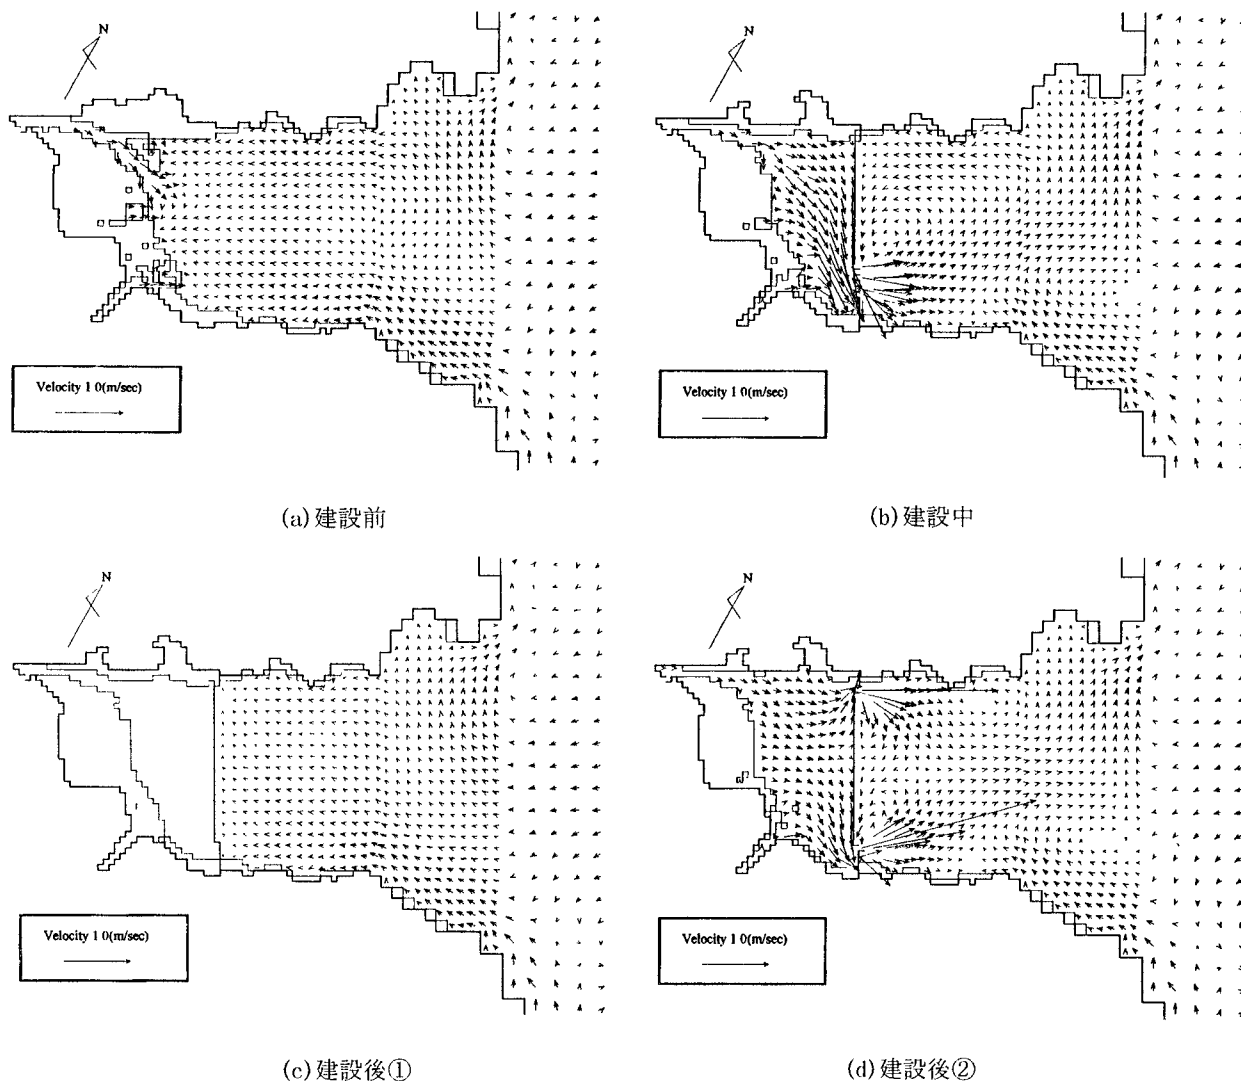 N
N
Velocity 1 0(m/sec)
Velocity 1 0(m/sec)
(a)建設前
(b)建設中
N
N
Velocity 1 0(m/sec)
Velocity 1 0(m/sec)
(c)建設後①
(d)建設後②